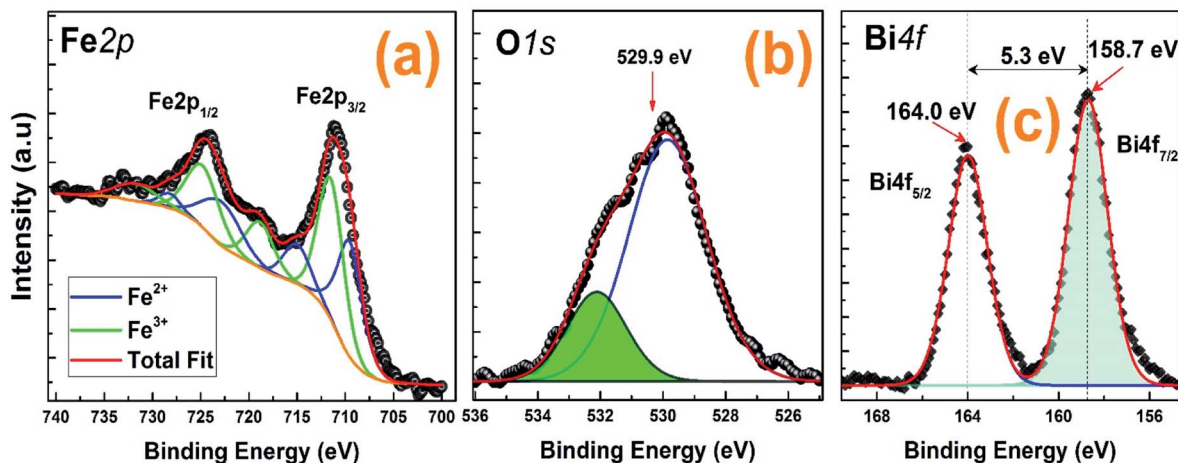 Fe2p
(a)
Fe2p1/2
Fe2p3/2
Intensity (a.u)
Fe2+
Fe3+
Total Fit
740 735 730 725 720 715 710 705 700
Binding Energy (eV)
O1s
(b)
529.9 eV
536 534 532 530 528 526
Binding Energy (eV)
Bi4f
158.7 eV
5.3 eV
164.0 eV
(c)
Bi4f7/2
Bi4f5/2
168 164 160 156
Binding Energy (eV)